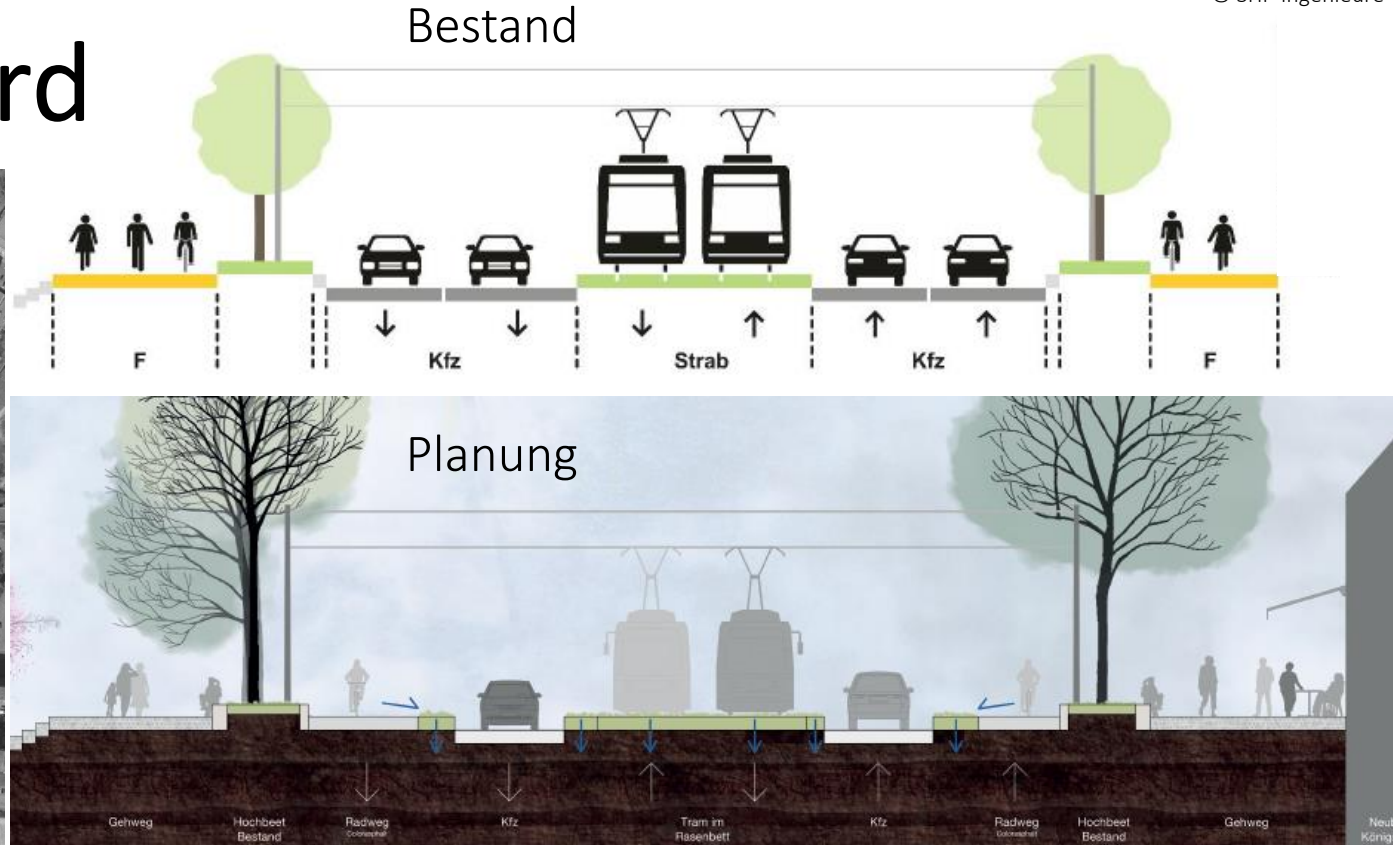 Bestand
rd
F
Kfz
Strab
Kfz
F
Planung
Gehweg
Hochbeet
Bestand
Radweg
Kfz
Tram im
Rasenbett
Kfz
Radweg
Hochbeet
Bestand
Gehweg